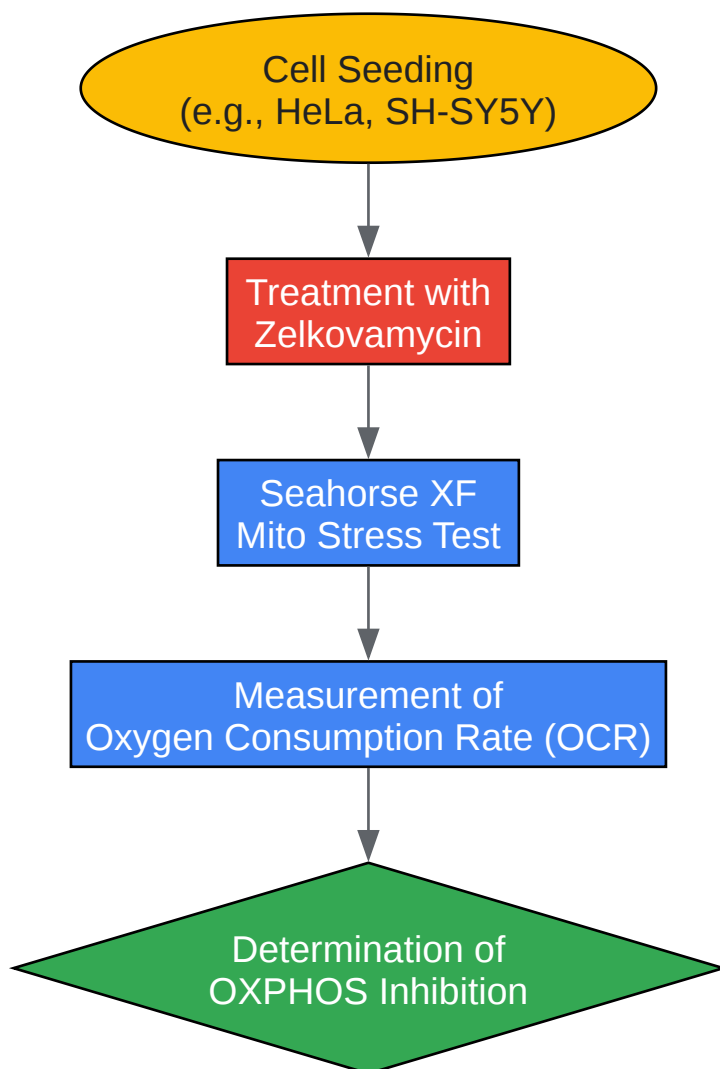 Cell Seeding
(e.g., HeLa, SH-SY5Y)
Treatment with
Zelkovamycin
Seahorse XF
Mito Stress Test
Measurement of
Oxygen Consumption Rate (OCR)
Determination of
OXPHOS Inhibition